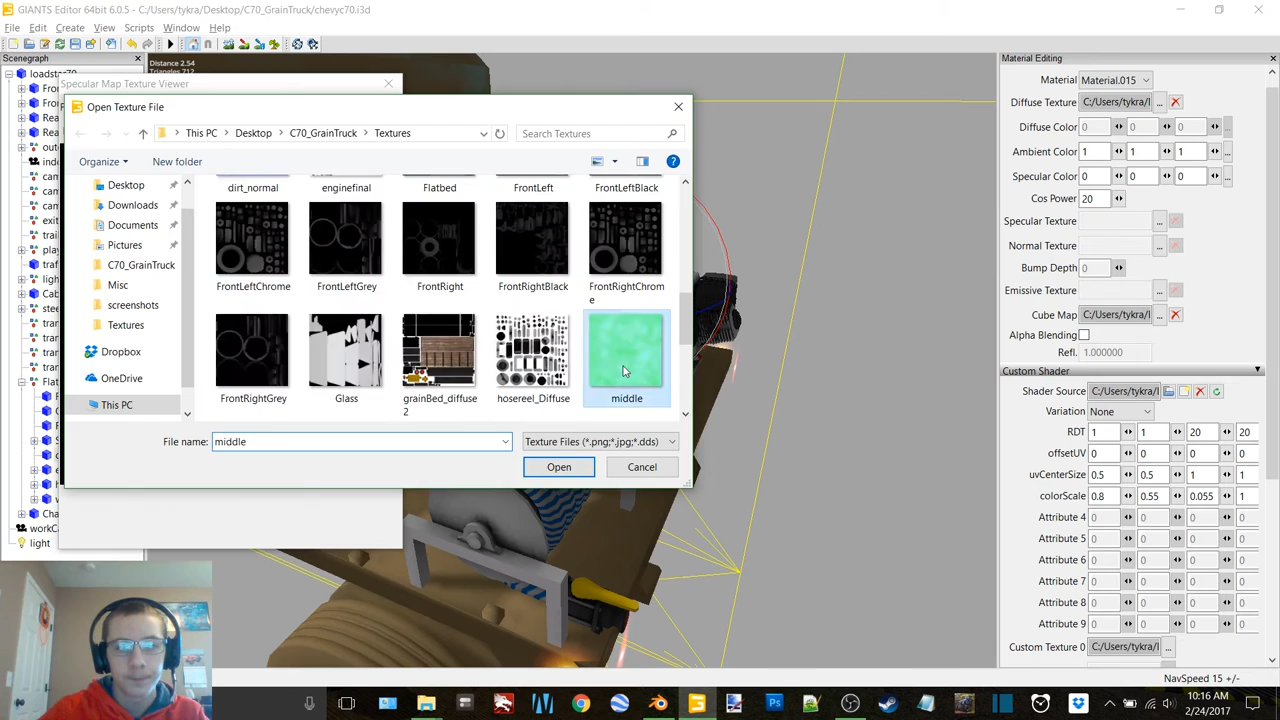 GIANTS Editor 64bit 6.0.5 - C:/Users/tykra/Desktop/C70_GrainTruck/chevyc70.i3d
File Edit Create View Scripts Window Help
Scenegraph
Distance 2.54
Triangles 712
Material Editing
loadstar70
Specular Map Texture Viewer
Open Texture File
Material Material.015
Diffuse Texture C:/Users/tykra/I ...
This PC Desktop C70_GrainTruck Textures
Search Textures
Diffuse Color 0 0 0 ...
Organize New folder
Ambient Color 1 1 1 ...
Specular Color 0 0 0 ...
Desktop
dirt_normal enginefinal Flatbed FrontLeft FrontLeftBlack
Cos Power 20
Downloads
Documents
Specular Texture ...
Pictures
Normal Texture ...
C70_GrainTruck
Bump Depth 0
Misc
FrontLeftChrome FrontLeftGrey FrontRight FrontRightBlack FrontRightChrom
e
Emissive Texture ...
screenshots
Cube Map C:/Users/tykra/I ...
Textures
Alpha Blending
Dropbox
Refl. 1.000000
Custom Shader
OneDrive
Shader Source C:/Users/tykra/I
This PC
FrontRightGrey Glass grainBed_diffuse
2
hosereel_Diffuse middle
Variation None
RDT 1 1 20 20
File name: middle
Texture Files (*.png;*.jpg;*.dds)
offsetUV 0 0 0 0
Open Cancel
uvCenterSize 0.5 0.5 1 1
colorScale 0.8 0.55 0.055 1
Attribute 4 0 0 0 0
Attribute 5 0 0 0 0
light
Attribute 6 0 0 0 0
Attribute 7 0 0 0 0
Attribute 8 0 0 0 0
Attribute 9 0 0 0 0
Custom Texture 0 C:/Users/tykra/I ...
NavSpeed 15 +/-
10:16 AM
2/24/2017